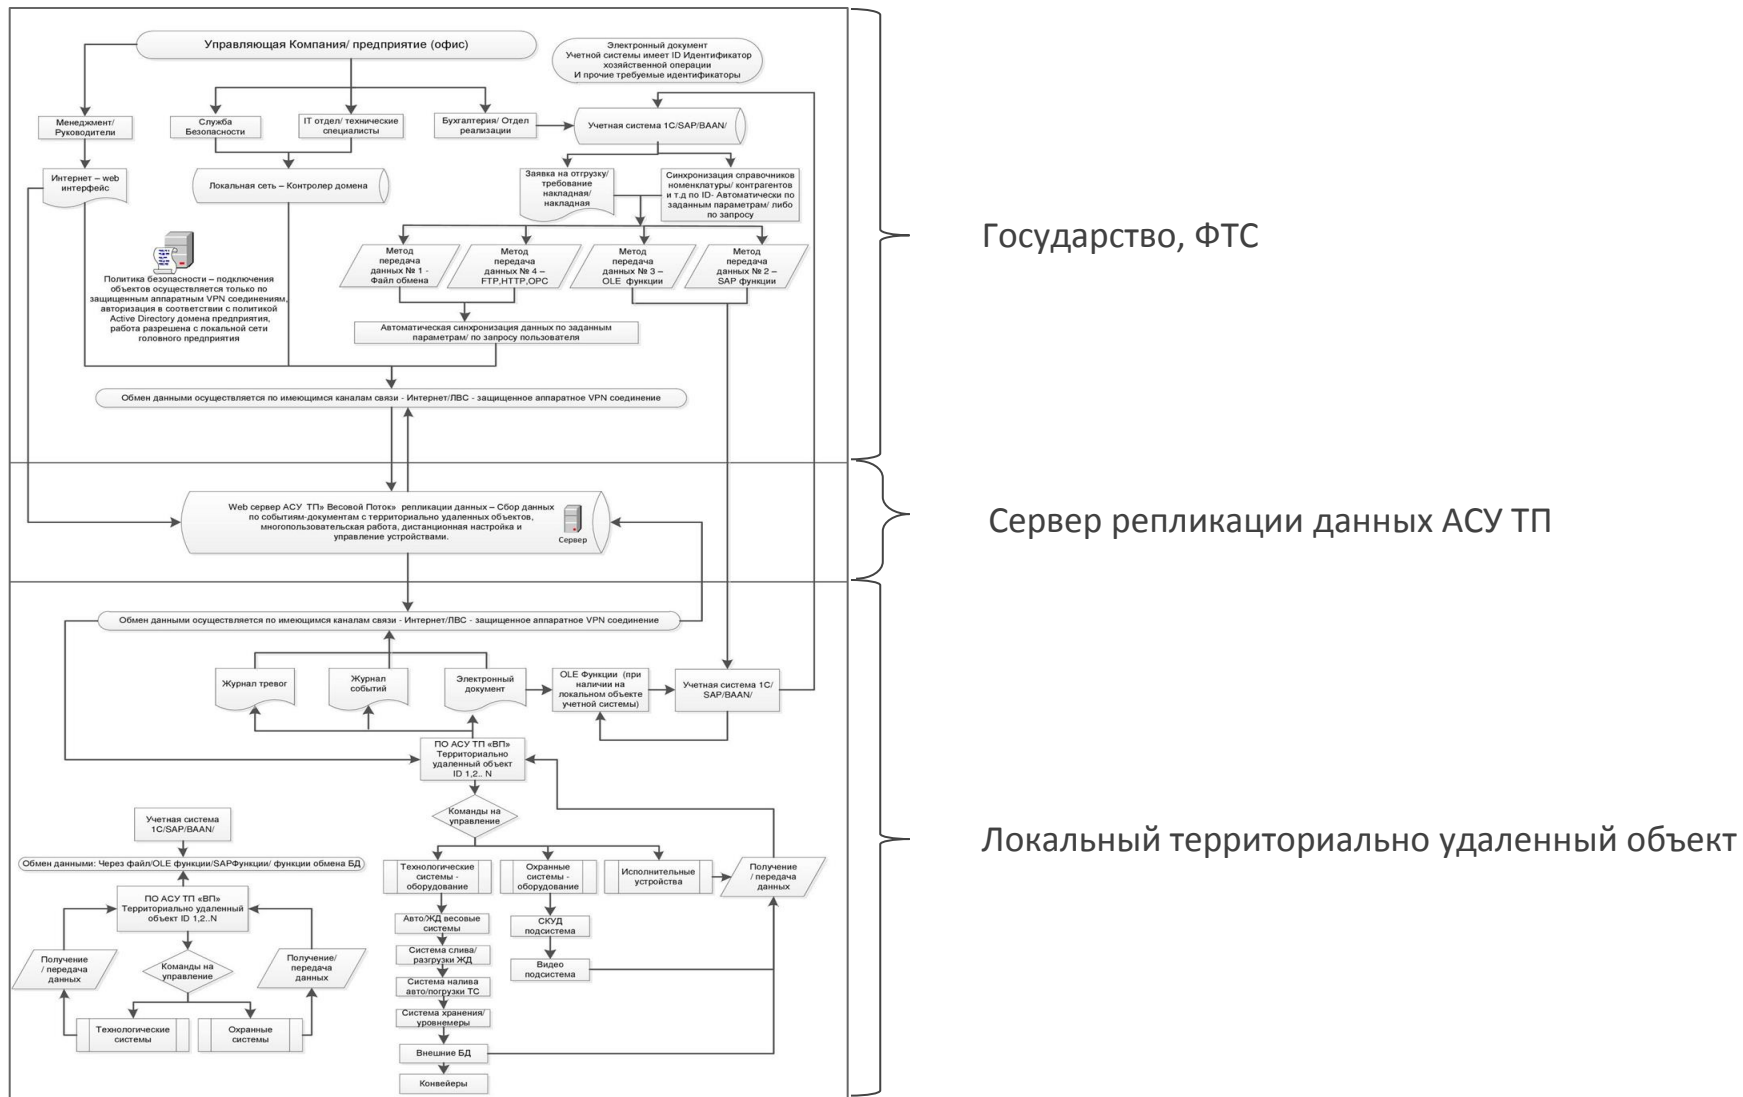 Управляющая Компания/ предприятие (офис)
Электронный документ
Учетной системы имеет ID Идентификатор
хозяйственной операции
И прочие требуемые идентификаторы
Менеджмент/
Руководители
Служба
Безопасности
IT отдел/ технические
специалисты
Бухгалтерия/ Отдел
реализации
Учетная система 1С/SAP/BAAN/
Интернет – web
интерфейс
Локальная сеть – Контролер домена
Заявка на отгрузку/
требование
накладная/
накладная
Синхронизация справочников
номенклатуры/ контрагентов
и т.д по ID- Автоматически по
заданным параметрам/ либо
по запросу
Метод
передача
данных № 1 -
Файл обмена
Метод
передача
данных № 4 –
FTP,HTTP,OPC
Метод
передача
данных № 3 –
OLE функции
Метод
передача
данных № 2 –
SAP функции
Политика безопасности – подключения
объектов осуществляется только по
защищенным аппаратным VPN соединениям,
авторизация в соответствии с политикой
Active Directory домена предприятия,
работа разрешена с локальной сети
головного предприятия
Автоматическая синхронизация данных по заданным
параметрам/ по запросу пользователя
Обмен данными осуществляется по имеющимся каналам связи - Интернет/ЛВС - защищенное аппаратное VPN соединение
Государство, ФТС
Web сервер АСУ ТП» Весовой Поток» репликации данных – Сбор данных
по событиям-документам с территориально удаленных объектов,
многопользовательская работа, дистанционная настройка и
управление устройствами.
Сервер
Сервер репликации данных АСУ ТП
Обмен данными осуществляется по имеющимся каналам связи - Интернет/ЛВС - защищенное аппаратное VPN соединение
Журнал тревог
Журнал
событий
Электронный
документ
OLE Функции (при
наличии на
локальном объекте
учетной системы)
Учетная система 1С/
SAP/BAAN/
ПО АСУ ТП «ВП»
Территориально
удаленный объект
ID 1,2.. N
Команды на
управление
Технологические
системы -
оборудование
Охранные
системы -
оборудование
Исполнительные
устройства
Получение
/ передача
данных
Авто/ЖД весовые
системы
Система слива/
разгрузки ЖД
Система налива
авто/погрузки ТС
Система хранения/
уровнемеры
Внешние БД
Конвейеры
СКУД
подсистема
Видео
подсистема
Учетная система
1С/SAP/BAAN/
Обмен данными: Через файл/OLE функции/SAPФункции/ функции обмена БД
ПО АСУ ТП «ВП»
Территориально удаленный
объект ID 1,2..N
Получение
/ передача
данных
Команды на
управление
Получение/
передача
данных
Технологические
системы
Охранные
системы
Локальный территориально удаленный объект